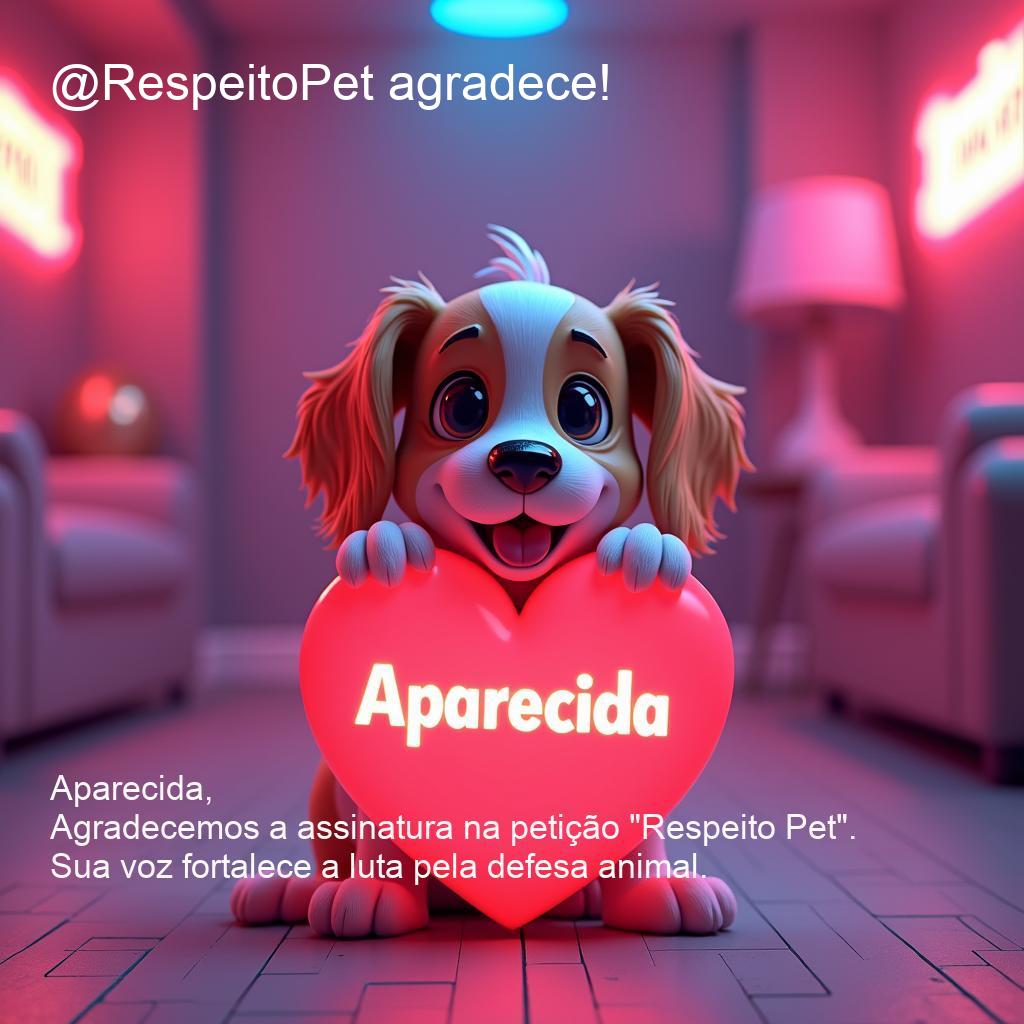 @RespeitoPet agradece!
Aparecida
Aparecida,
Agradecemos a assinatura na petição "Respeito Pet".
Sua voz fortalece a luta pela defesa animal.